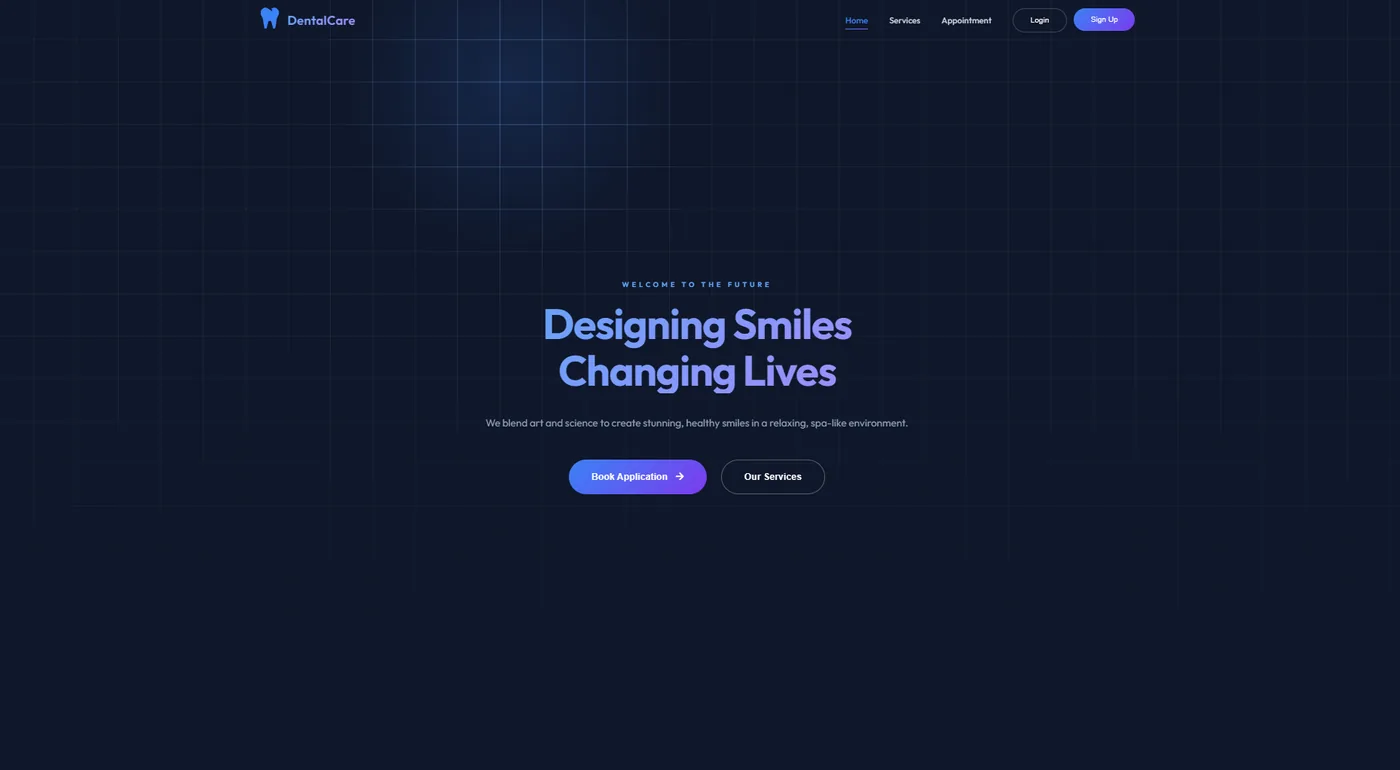 DentalCare
Home Services Appointment Login Sign Up
WELCOME TO THE FUTURE
Designing Smiles
Changing Lives
We blend art and science to create stunning, healthy smiles in a relaxing, spa-like environment.
Book Application → Our Services